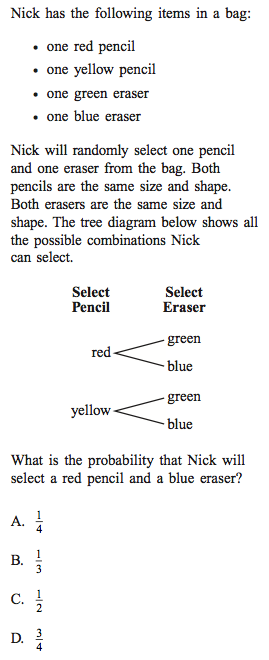 Nick has the following items in a bag:
• one red pencil
• one yellow pencil
• one green eraser
• one blue eraser
Nick will randomly select one pencil
and one eraser from the bag. Both
pencils are the same size and shape.
Both erasers are the same size and
shape. The tree diagram below shows all
the possible combinations Nick
can select.
Select Pencil
Select Eraser
red
green
blue
yellow
green
blue
What is the probability that Nick will
select a red pencil and a blue eraser?
A. 1/4
B. 1/3
C. 1/2
D. 3/4